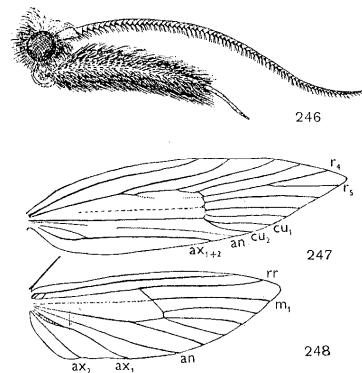 246
r₄
r₅
cu₁
cu₂
an
ax₁₊₂
247
rr
m₁
an
ax₁
ax₂
248